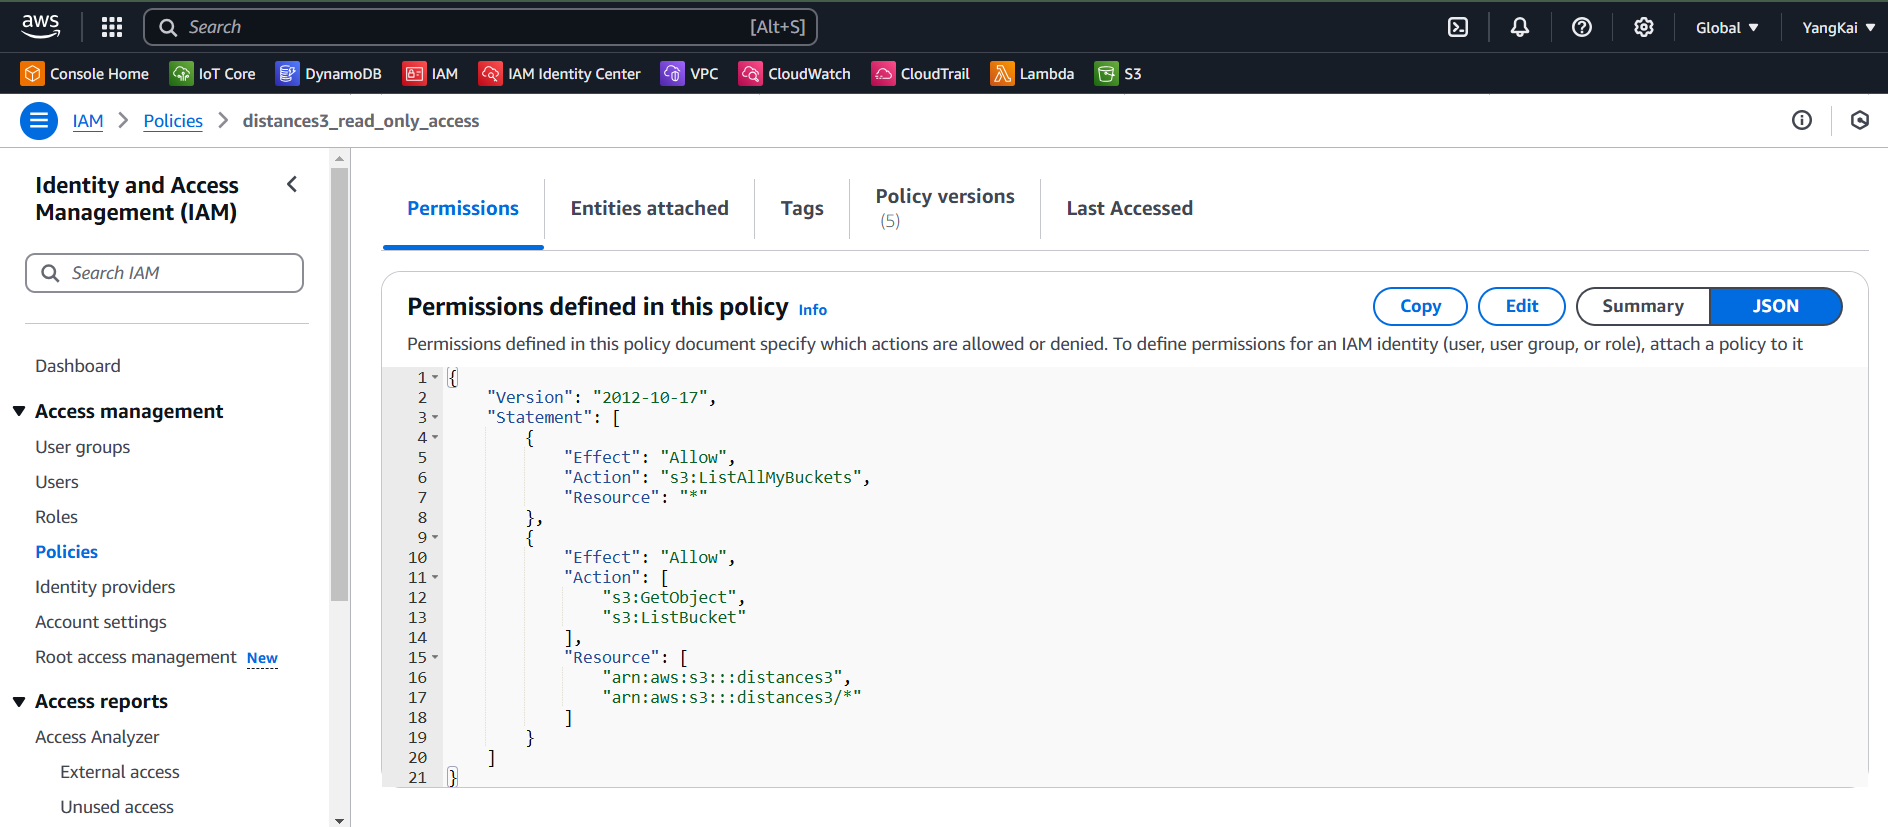 aws
Search
[Alt+S]
Global
YangKai
Console Home
IoT Core
DynamoDB
IAM
IAM Identity Center
VPC
CloudWatch
CloudTrail
Lambda
S3
IAM
Policies
distances3_read_only_access
Identity and Access
Management (IAM)
Search IAM
Dashboard
Access management
User groups
Users
Roles
Policies
Identity providers
Account settings
Root access management New
Access reports
Access Analyzer
External access
Unused access
Permissions
Entities attached
Tags
Policy versions
(5)
Last Accessed
Permissions defined in this policy Info
Copy
Edit
Summary
JSON
Permissions defined in this policy document specify which actions are allowed or denied. To define permissions for an IAM identity (user, user group, or role), attach a policy to it
1 {
2 "Version": "2012-10-17",
3 "Statement": [
4 {
5 "Effect": "Allow",
6 "Action": "s3:ListAllMyBuckets",
7 "Resource": "*"
8 },
9 {
10 "Effect": "Allow",
11 "Action": [
12 "s3:GetObject",
13 "s3:ListBucket"
14 ],
15 "Resource": [
16 "arn:aws:s3:::distances3",
17 "arn:aws:s3:::distances3/*"
18 ]
19 }
20 ]
21 }